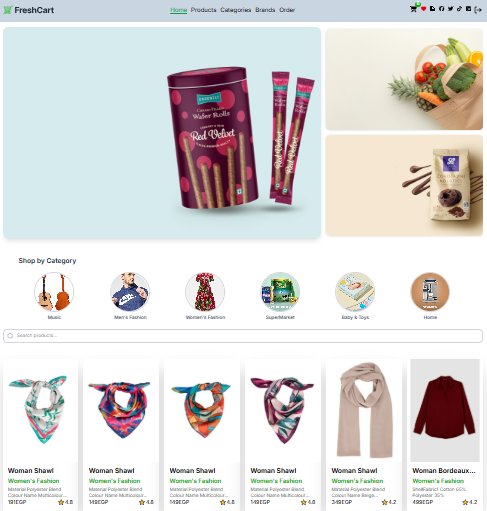 FreshCart
Home Products Categories Brands Order
Wafer Rolls
Red Velvet
Shop by Category
Music
Men's Fashion
Women's Fashion
SuperMarket
Baby & Toys
Home
Search products...
Woman Shawl
Women's Fashion
Material Polyester Blend
Colour Name Multicolour...
191EGP 4.8
Woman Shawl
Women's Fashion
Material Polyester Blend
Colour Name Multicolour...
149EGP 4.8
Woman Shawl
Women's Fashion
Material Polyester Blend
Colour Name Multicolour...
149EGP 4.8
Woman Shawl
Women's Fashion
Material Polyester Blend
Colour Name Multicolour...
149EGP 4.8
Woman Shawl
Women's Fashion
Material Polyester Blend
Colour Name Beige...
349EGP 4.2
Woman Bordeaux...
Women's Fashion
ShellFabric1 Cotton 65%
Polyester 35%
499EGP 4.2